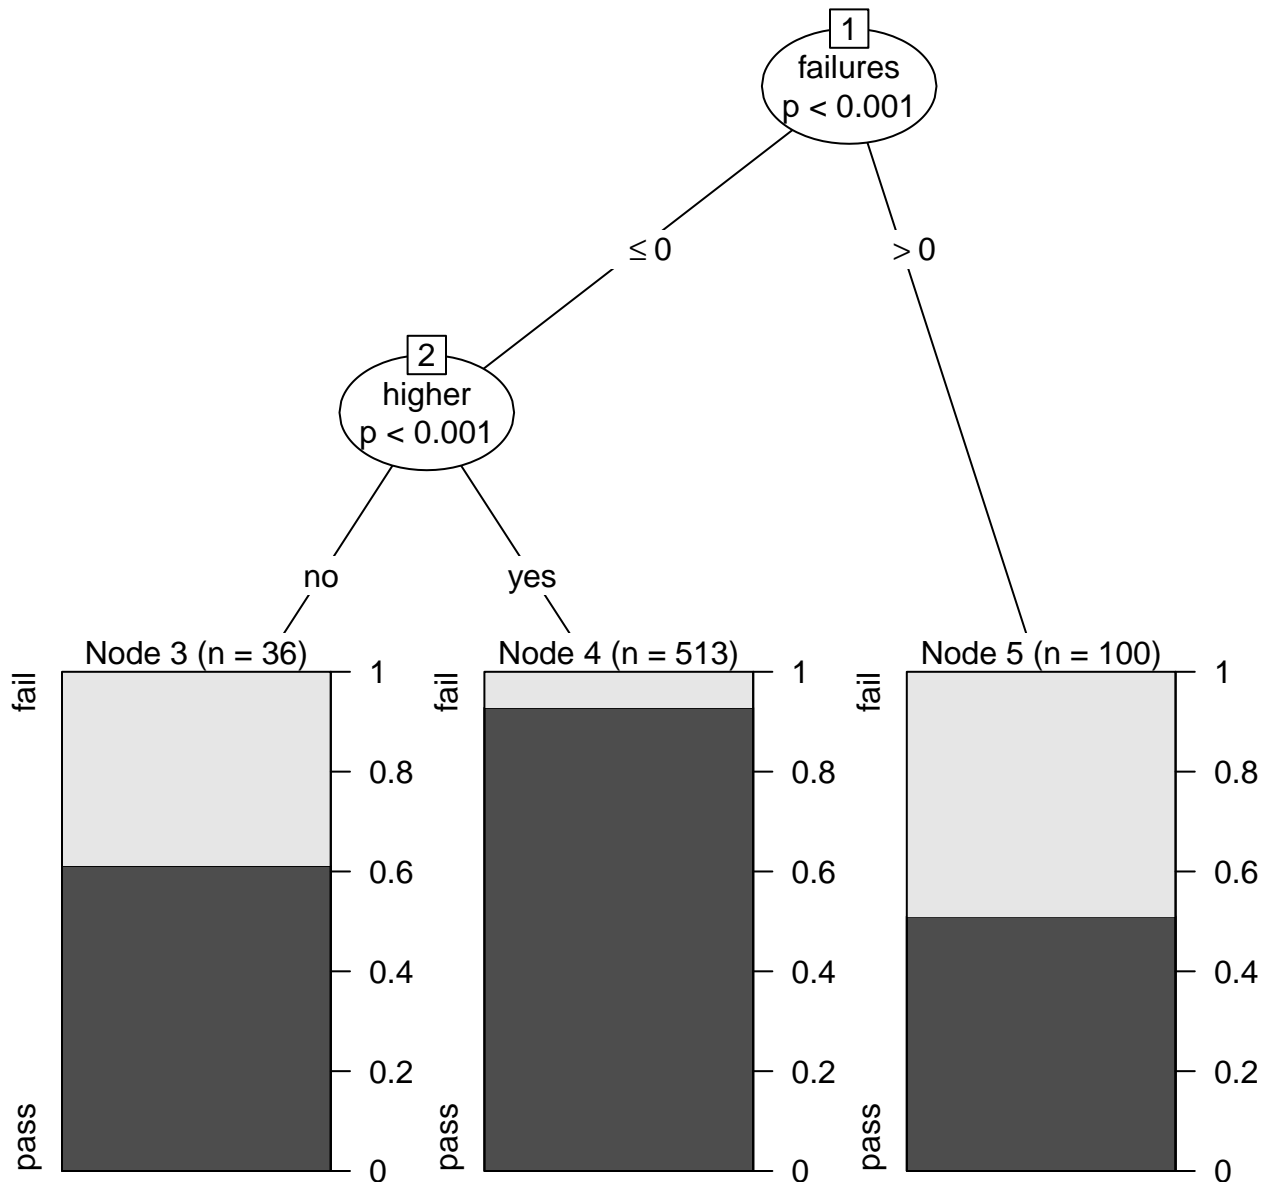 1
failures
p < 0.001
≤ 0
> 0
2
higher
p < 0.001
no
yes
Node 3 (n = 36)
fail
pass
1
0.8
0.6
0.4
0.2
0
Node 4 (n = 513)
fail
pass
1
0.8
0.6
0.4
0.2
0
Node 5 (n = 100)
fail
pass
1
0.8
0.6
0.4
0.2
0